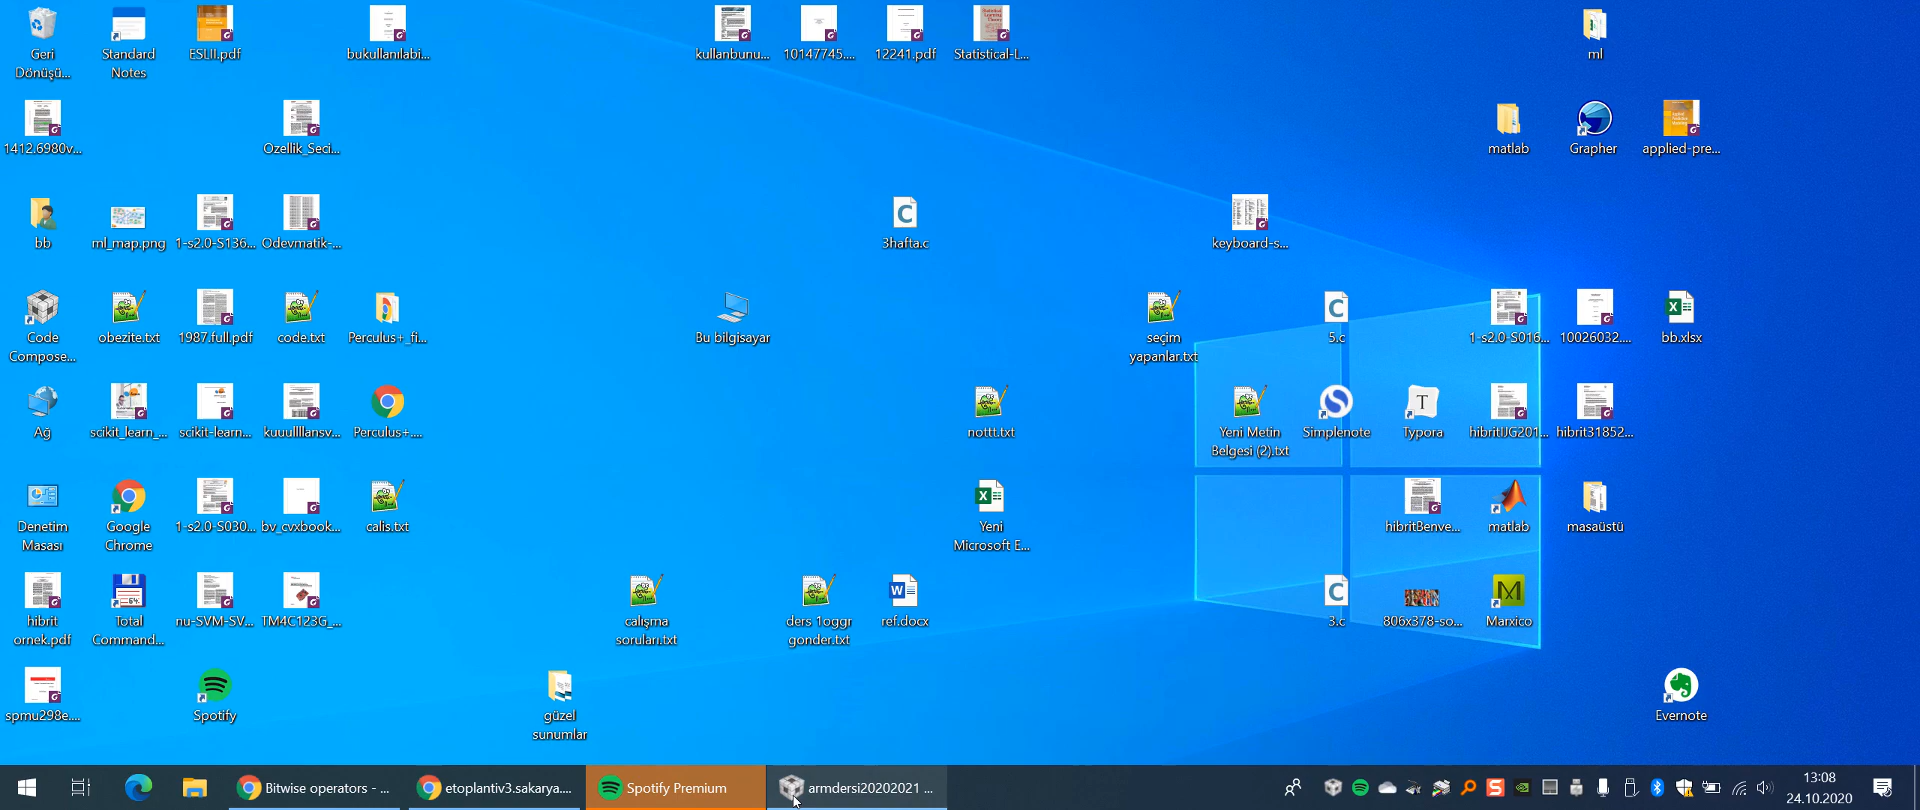 Geri
Dönüşü...
Standard
Notes
ESLII.pdf
bukullanılabi...
kullanbunu...
10147745....
12241.pdf
Statistical-L...
ml
1412.6980v...
Ozellik_Seci...
matlab
Grapher
applied-pre...
bb
ml_map.png
1-s2.0-S136...
Odevmatik-...
3hafta.c
keyboard-s...
Code
Compose...
obezite.txt
1987.full.pdf
code.txt
Perculus+_fi...
Bu bilgisayar
seçim
yapanlar.txt
5.c
1-s2.0-S016...
10026032....
bb.xlsx
Ağ
scikit_learn_...
scikit-learn...
kuuullllansv...
Perculus+....
nottt.txt
Yeni Metin
Belgesi (2).txt
Simplenote
Typora
hibritIJG201...
hibrit31852...
Denetim
Masası
Google
Chrome
1-s2.0-S030...
bv_cvxbook...
calis.txt
Yeni
Microsoft E...
hibritBenve...
matlab
masaüstü
hibrit
ornek.pdf
Total
Command...
nu-SVM-SV...
TM4C123G_...
calışma
soruları.txt
ders 1oggr
gonder.txt
ref.docx
3.c
806x378-so...
Marxico
spmu298e....
Spotify
güzel
sunumlar
Evernote
Bitwise operators - ...
etoplantiv3.sakarya....
Spotify Premium
armdersi20202021 ...
13:08
24.10.2020